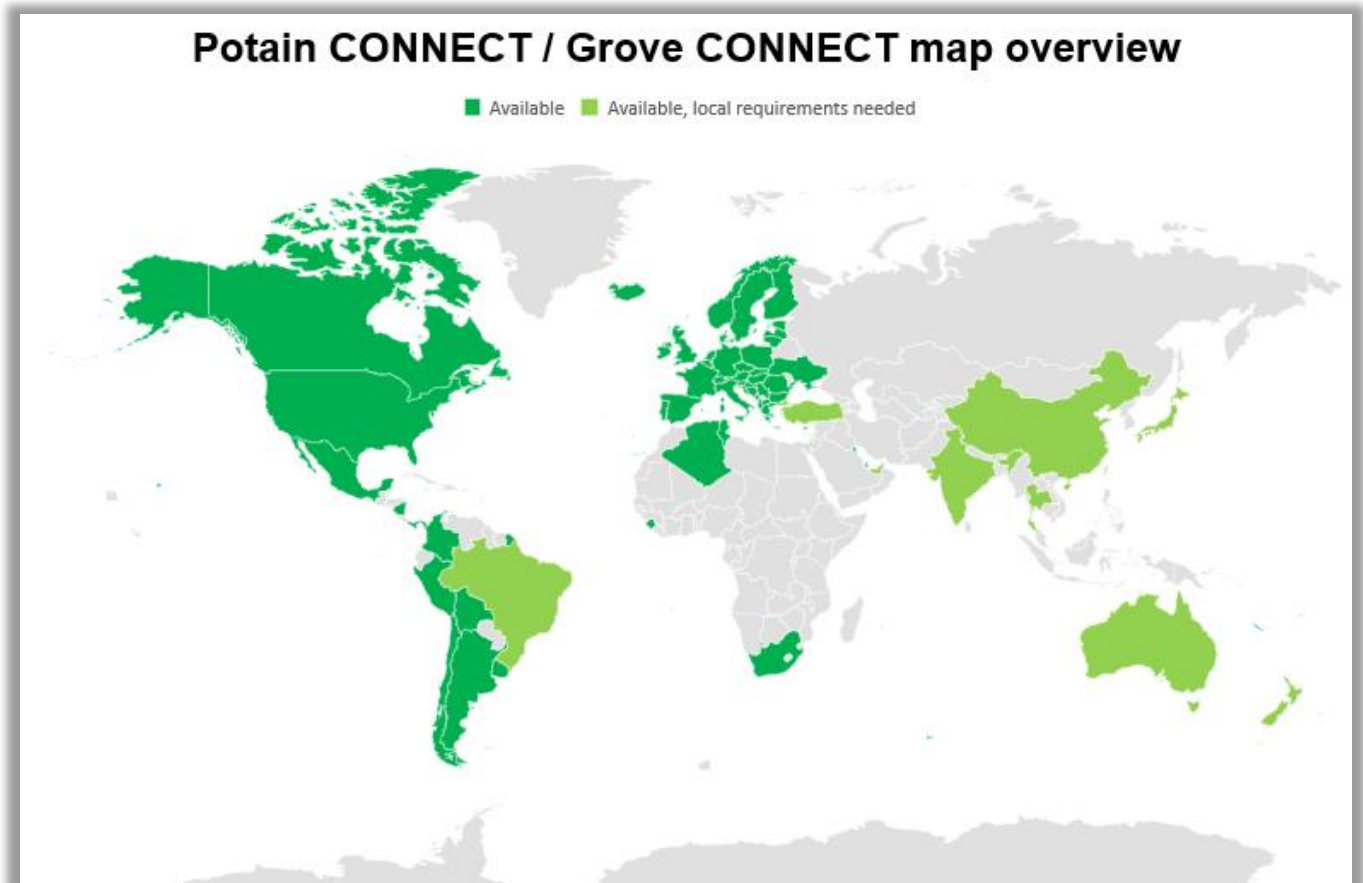 Potain CONNECT / Grove CONNECT map overview
Available Available, local requirements needed